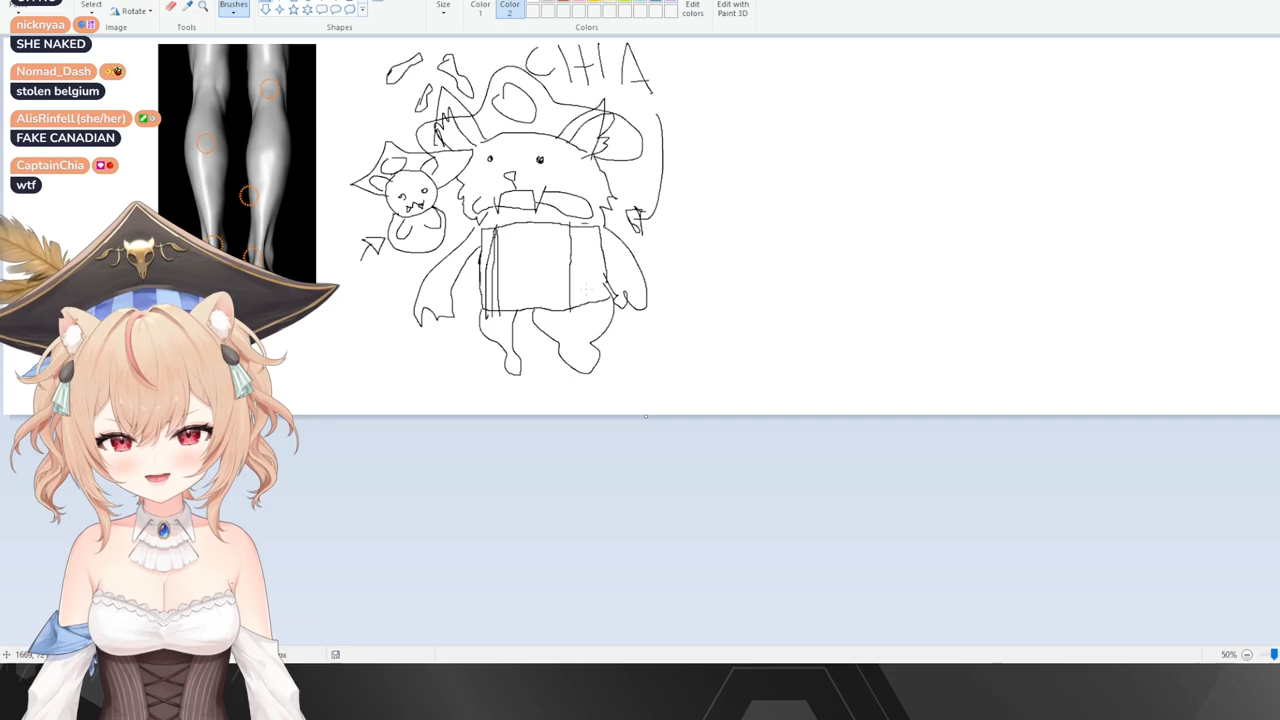 Select
Rotate
Image
Tools
Brushes
Shapes
Size
Color
1
Color
2
Colors
Edit
colors
Edit with
Paint 3D
nicknyaa
SHE NAKED
Nomad_Dash
stolen belgium
AlisRinfell (she/her)
FAKE CANADIAN
CaptainChia
wtf
CHIA
50%